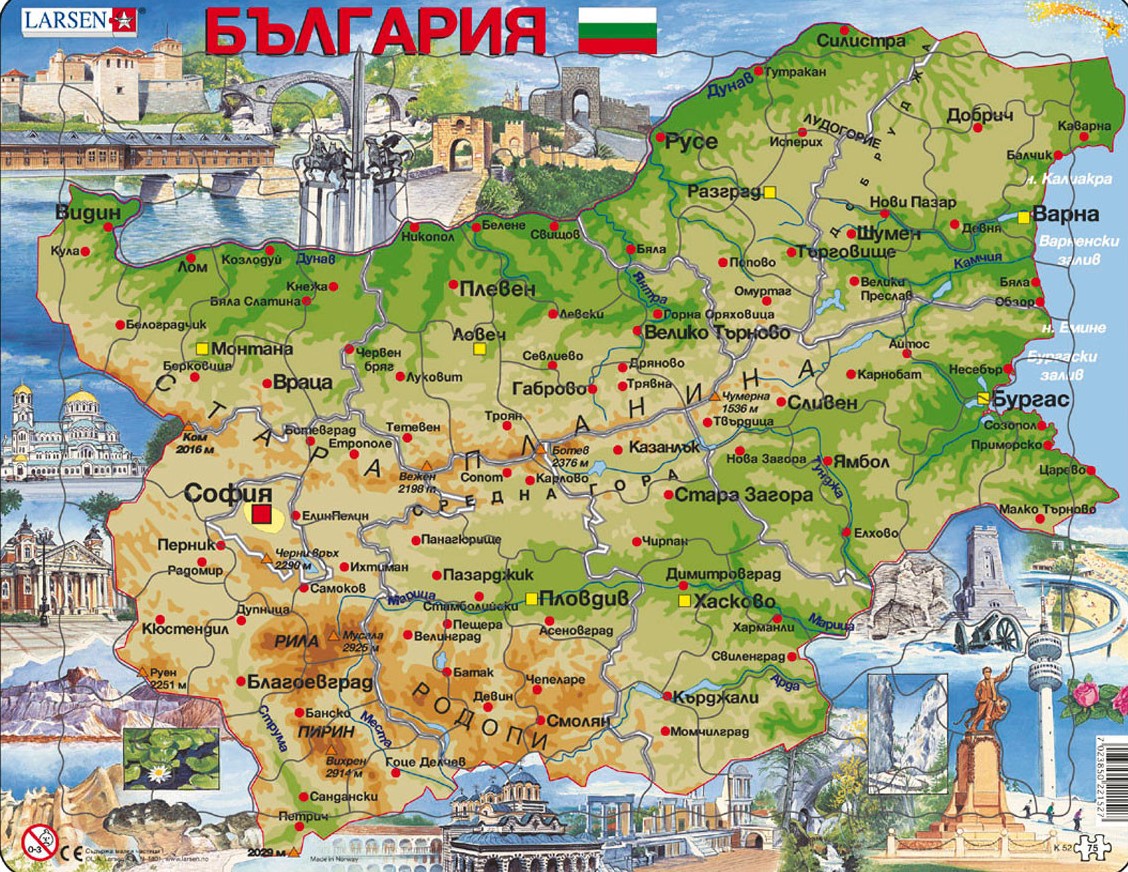 LARSEN
БЪЛГАРИЯ
Силистра
Дунав
Тутракан
ДОБРУДЖА
ЛУДОГОРИЕ
Исперих
Добрич
Каварна
Русе
Балчик
н. Калиакра
Разград
Нови Пазар
Варна
Девня
Шумен
Варненски
залив
Видин
Никопол
Белене
Свищов
Кула
Лом
Козлодуй
Дунав
Бяла
Търговище
Попово
Камчия
Кнежа
Бяла Слатина
Плевен
Янтра
Омуртаг
Велики
Преслав
Бяла
Обзор
Белоградчик
Левски
Горна Оряховица
Велико Търново
н. Емине
Монтана
Ловеч
Айтос
Червен
бряг
Севлиево
Дряново
Бургаски
залив
Берковица
Враца
Луковит
Габрово
Трявна
Карнобат
Несебър
СТАРА ПЛАНИНА
Чумерна
1536 м
Сливен
Бургас
Ком
2016 м
Ботевград
Тетевен
Троян
Твърдица
Созопол
Етрополе
Ботев
2376 м
Казанлък
Приморско
Вежен
2198 m
Сопот
Карлово
Нова Загора
Ямбол
Царево
Тунджа
СРЕДНА ГОРА
София
Стара Загора
Малко Търново
ЕлинПелин
Перник
Черни връх
2290 м
Панагюрище
Чирпан
Елхово
Радомир
Ихтиман
Пазарджик
Димитровград
Самоков
Марица
Стамболийски
Пловдив
Хасково
Дупница
Кюстендил
Пещера
Асеновград
Харманли
Марица
РИЛА
Мусала
2925 м
Велинград
Свиленград
Руен
2251 м
Благоевград
Батак
Чепеларе
Кърджали
Арда
РОДОПИ
Девин
Струма
Банско
Места
Смолян
ПИРИН
Момчилград
Вихрен
2914 м
Гоце Делчев
Сандански
Петрич
2029 м
0-3
CE
Съдържа малки частици
www.larsen.no
Made in Norway
K 52
75
7 023850 221527